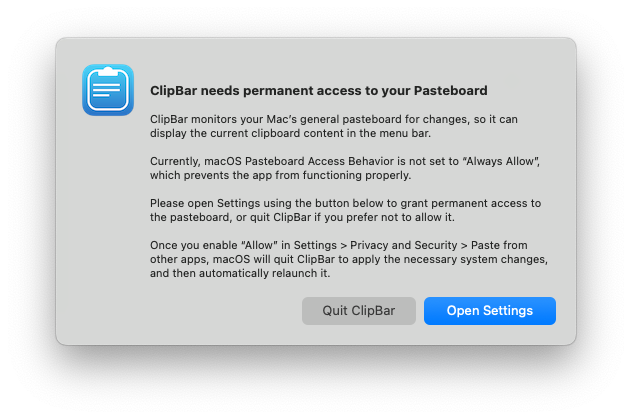 ClipBar needs permanent access to your Pasteboard
ClipBar monitors your Mac’s general pasteboard for changes, so it can
display the current clipboard content in the menu bar.
Currently, macOS Pasteboard Access Behavior is not set to “Always Allow”,
which prevents the app from functioning properly.
Please open Settings using the button below to grant permanent access to
the pasteboard, or quit ClipBar if you prefer not to allow it.
Once you enable “Allow” in Settings > Privacy and Security > Paste from
other apps, macOS will quit ClipBar to apply the necessary system changes,
and then automatically relaunch it.
Quit ClipBar
Open Settings